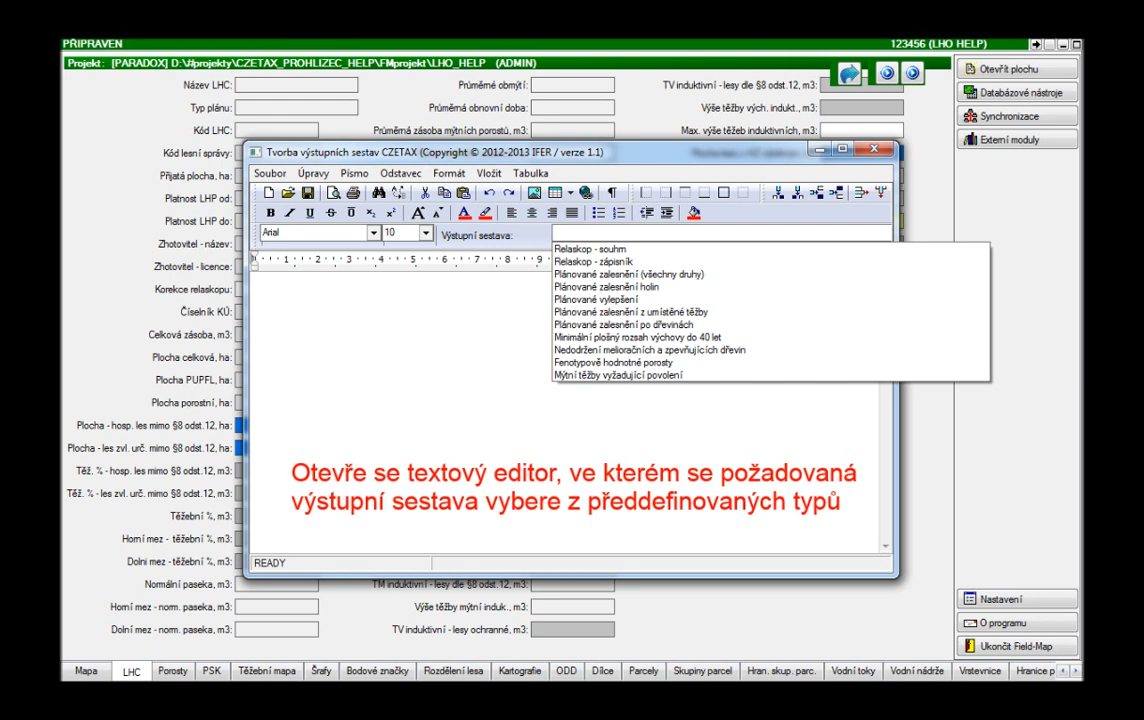 PŘIPRAVEN 123456 (LHO HELP)
Projekt: [PARADOX] D:\#projekty\CZETAX_PROHLIZEC_HELP\FMprojekt\LHO_HELP (ADMIN)
Název LHC: Průměrné obmýtí: TV induktivní - lesy dle §8 odst.12, m3:
Typ plánu: Průměrná obnovní doba: Výše těžby vých. indukt., m3:
Kód LHC: Průměrná zásoba mýtních porostů, m3: Max. výše těžeb induktivních, m3:
Kód lesní správy:
Přijatá plocha, ha:
Platnost LHP od:
Platnost LHP do:
Zhotovitel - název:
Zhotovitel - licence:
Korekce relaskopu:
Číselník KÚ:
Celková zásoba, m3:
Plocha celková, ha:
Plocha PUPFL, ha:
Plocha porostní, ha:
Plocha - hosp. les mimo §8 odst.12, ha:
Plocha - les zvl. urč. mimo §8 odst.12, ha:
Těž. % - hosp. les mimo §8 odst.12, m3:
Těž. % - les zvl. urč. mimo §8 odst.12, m3:
Těžební %, m3:
Horní mez - těžební %, m3:
Dolní mez - těžební %, m3:
Normální paseka, m3: TM induktivní - lesy dle §8 odst.12, m3:
Horní mez - norm. paseka, m3: Výše těžby mýtní induk., m3:
Dolní mez - norm. paseka, m3: TV induktivní - lesy ochranné, m3:
Tvorba výstupních sestav CZETAX (Copyright © 2012-2013 IFER / verze 1.1)
Soubor Úpravy Písmo Odstavec Formát Vložit Tabulka
B I U
Arial 10 Výstupní sestava:
1 2 3 4 5 6 7 8 9
Relaskop - souhrn
Relaskop - zápisník
Plánované zalesnění (všechny druhy)
Plánované zalesnění holin
Plánované vylepšení
Plánované zalesnění z umístěné těžby
Plánované zalesnění po dřevinách
Minimální plošný rozsah výchovy do 40 let
Nedodržení melioračních a zpevňujících dřevin
Fenotypově hodnotné porosty
Mýtní těžby vyžadující povolení
Otevře se textový editor, ve kterém se požadovaná
výstupní sestava vybere z předdefinovaných typů
READY
Otevřít plochu
Databázové nástroje
Synchronizace
Externí moduly
Nastavení
O programu
Ukončit Field-Map
Mapa LHC Porosty PSK Těžební mapa Šrafy Bodové značky Rozdělení lesa Kartografie ODD Dílce Parcely Skupiny parcel Hran. skup. parc. Vodní toky Vodní nádrže Vrstevnice Hranice p